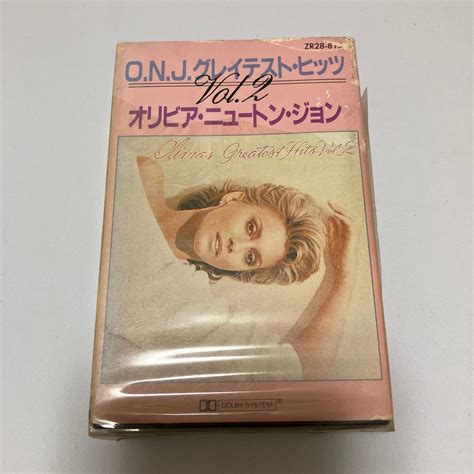 ZR28-81
O.N.J.グレイテスト・ヒッツ
Vol.2
オリビア・ニュートン・ジョン
Olivia's Greatest Hits Vol.2
DOLBY SYSTEM®